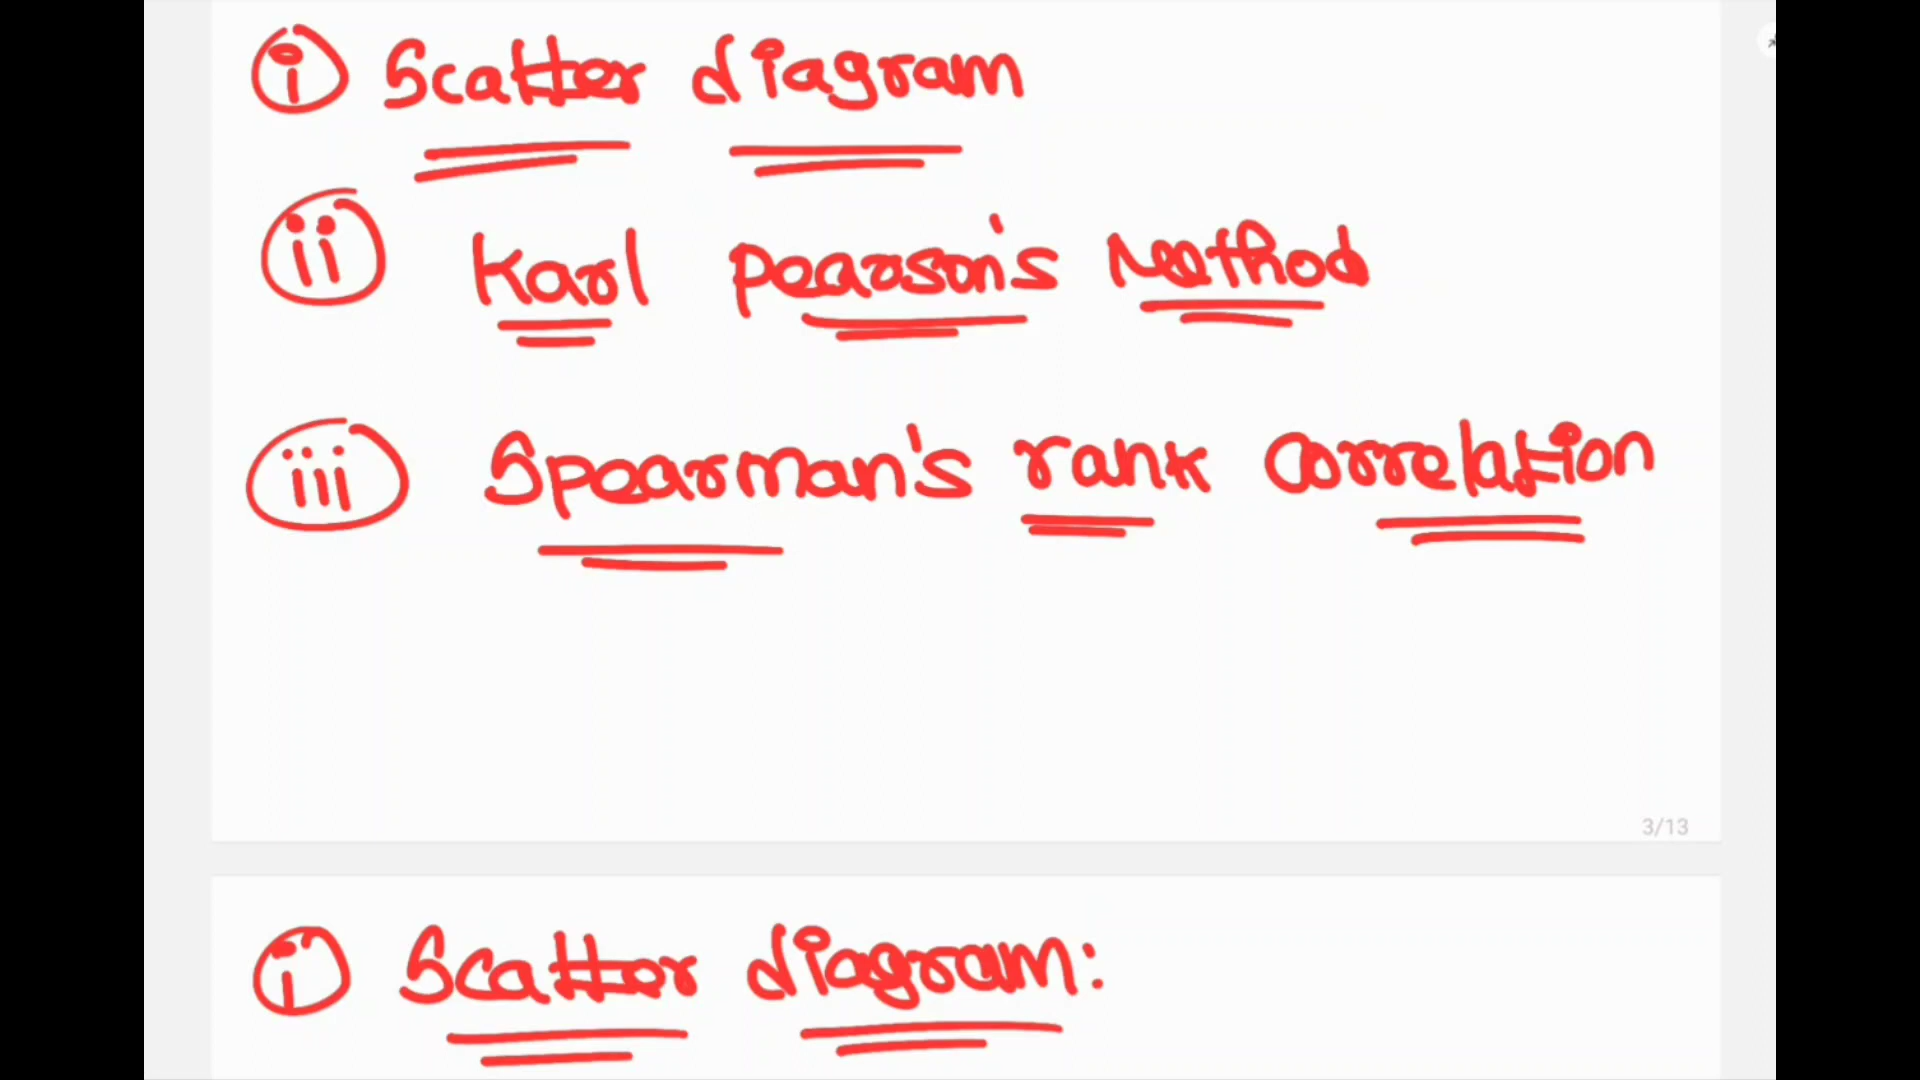 i Scatter diagram
ii Karl pearson's Method
iii Spearman's rank Correlation
3/13
i Scatter diagram: